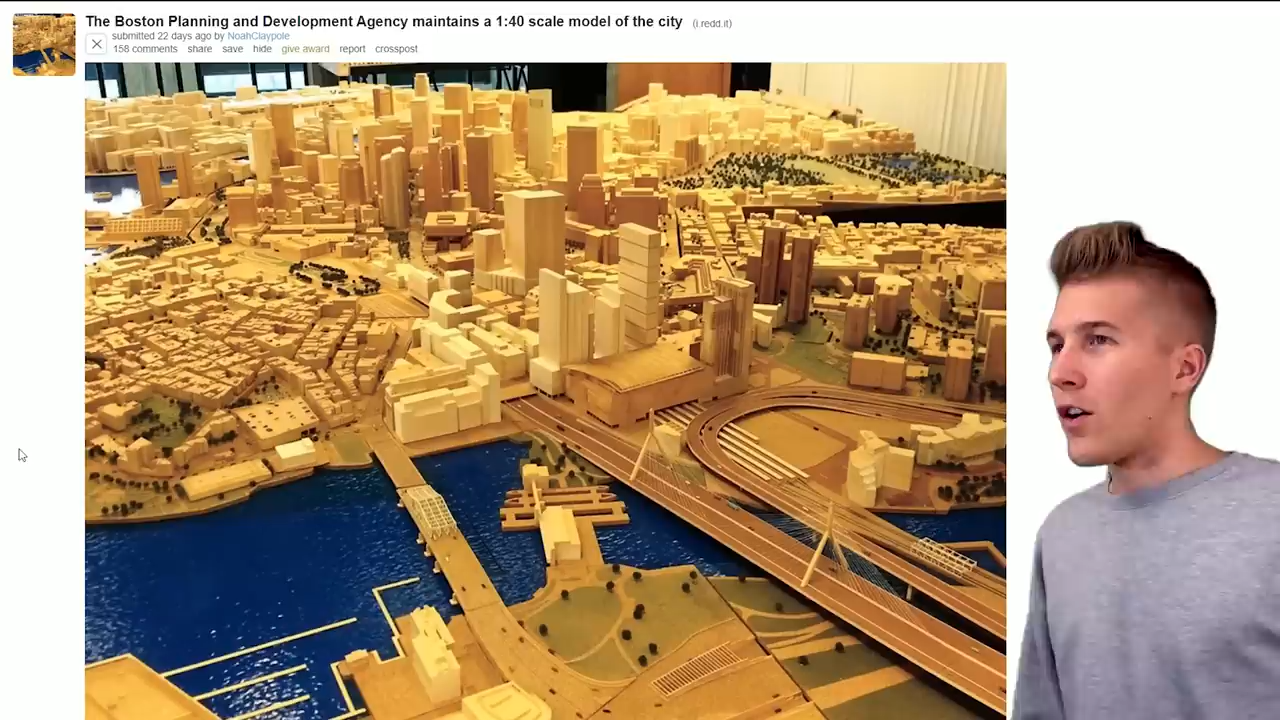 The Boston Planning and Development Agency maintains a 1:40 scale model of the city (i.redd.it)
submitted 22 days ago by NoahClaypole
158 comments share save hide give award report crosspost